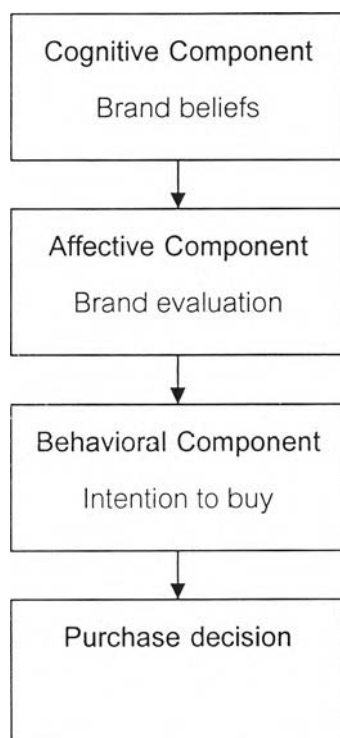 Cognitive Component
Brand beliefs
Affective Component
Brand evaluation
Behavioral Component
Intention to buy
Purchase decision